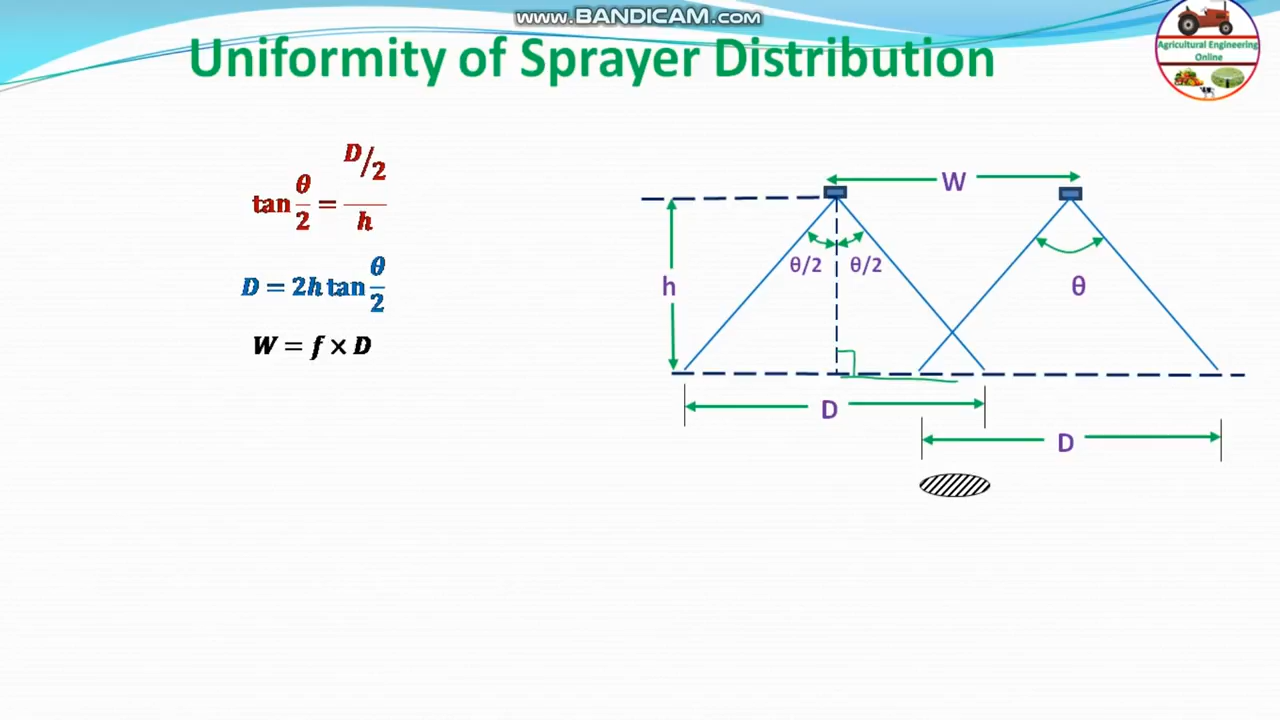 www.BANDICAM.com
Uniformity of Sprayer Distribution
Agricultural Engineering
Online
tan θ/2 = D/2 / h
D = 2h tan θ/2
W = f × D
W
θ/2 θ/2
h
θ
D
D